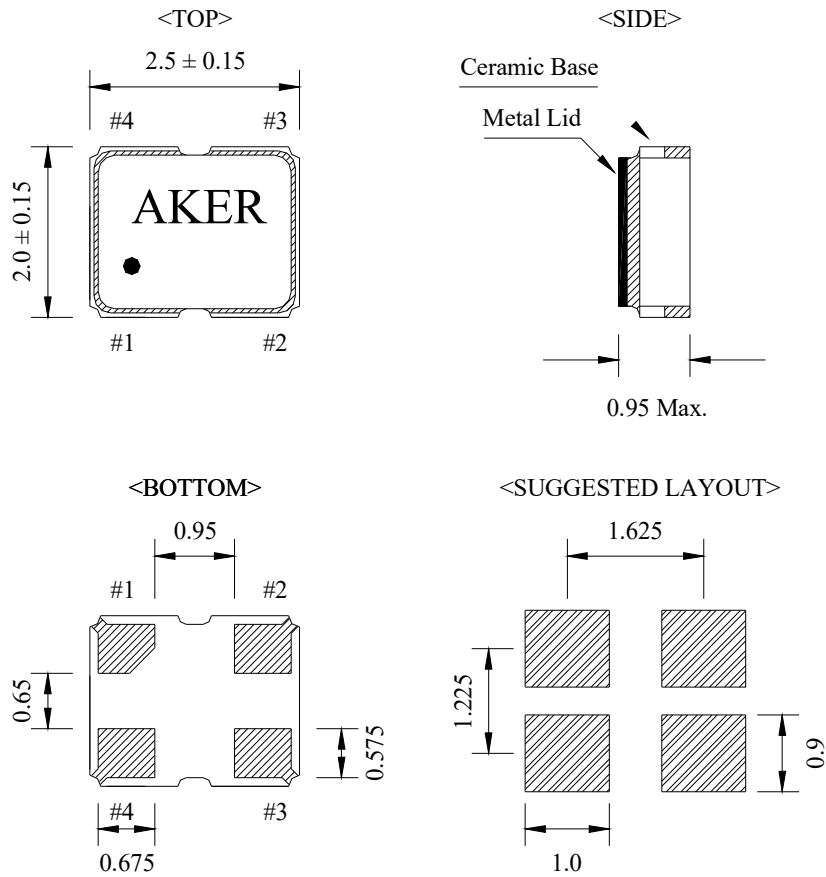 <TOP>
2.5 ± 0.15
#4
#3
2.0 ± 0.15
AKER
#1
#2
<SIDE>
Ceramic Base
Metal Lid
0.95 Max.
<BOTTOM>
0.95
#1
#2
0.65
0.575
#4
#3
0.675
<SUGGESTED LAYOUT>
1.625
1.225
0.9
1.0